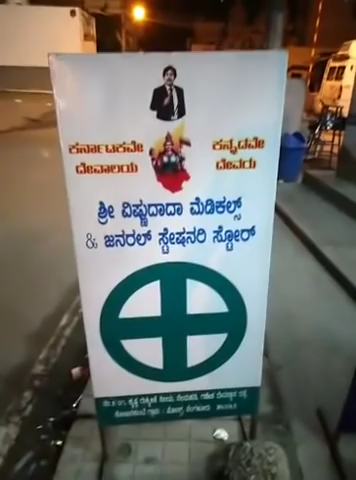 ಕರ್ನಾಟಕವೇ ಕನ್ನಡವೇ
ದೇವಾಲಯ ದೇವರು
ಶ್ರೀ ವಿಷ್ಣುದಾದಾ ಮೆಡಿಕಲ್ಸ್
& ಜನರಲ್ ಸ್ಟೇಷನರಿ ಸ್ಟೋರ್